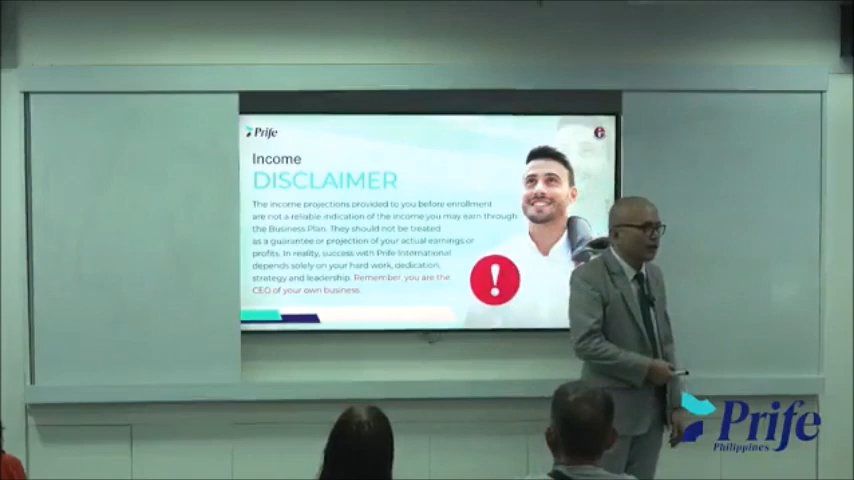 Prife
Income
DISCLAIMER
The income projections provided to you before enrollment
are not a reliable indication of the income you may earn through
the Business Plan. They should not be treated
as a guarantee or projection of your actual earnings or
profits. In reality, success with Prife International
depends solely on your hard work, dedication,
strategy and leadership. Remember, you are the
CEO of your own business.
!
Prife
Philippines